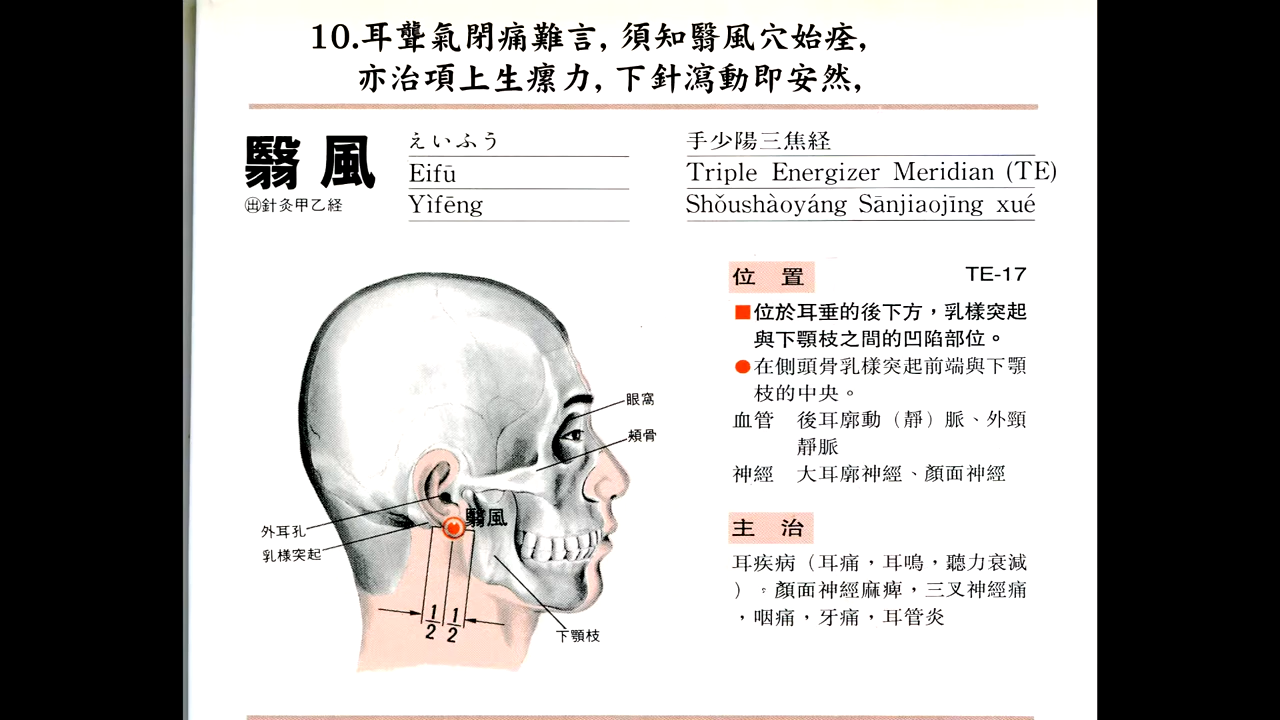 10.耳聾氣閉痛難言, 須知翳風穴始痊,
亦治項上生瘰力, 下針瀉動即安然,
翳風
㊝針灸甲乙経
えいふう
Eifū
Yìfēng
手少陽三焦経
Triple Energizer Meridian (TE)
Shǒushàoyáng Sānjiaojīng xué
位置 TE-17
■位於耳垂的後下方，乳樣突起
與下顎枝之間的凹陷部位。
●在側頭骨乳樣突起前端與下顎
枝的中央。
血管 後耳廓動（靜）脈、外頸
靜脈
神經 大耳廓神經、顏面神經
主治
耳疾病（耳痛，耳鳴，聽力衰減
）。顏面神經麻痺，三叉神經痛
，咽痛，牙痛，耳管炎
眼窩
頰骨
翳風
外耳孔
乳様突起
1/2 1/2
下顎枝